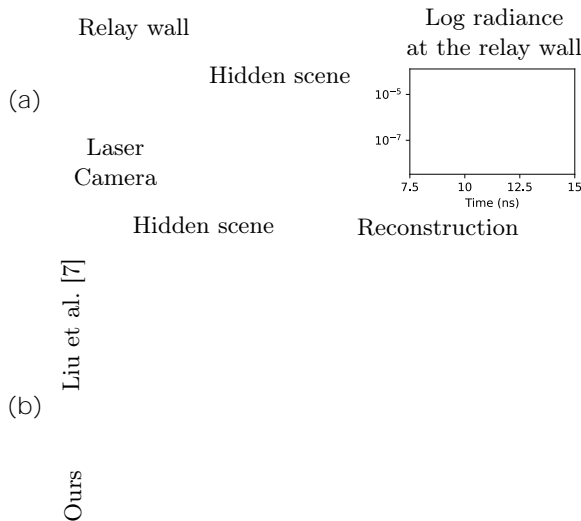 Relay wall
Log radiance
at the relay wall
Hidden scene
(a)
10⁻⁵
10⁻⁷
Laser
Camera
7.5 10 12.5 15
Time (ns)
Hidden scene Reconstruction
Liu et al. [7]
(b)
Ours